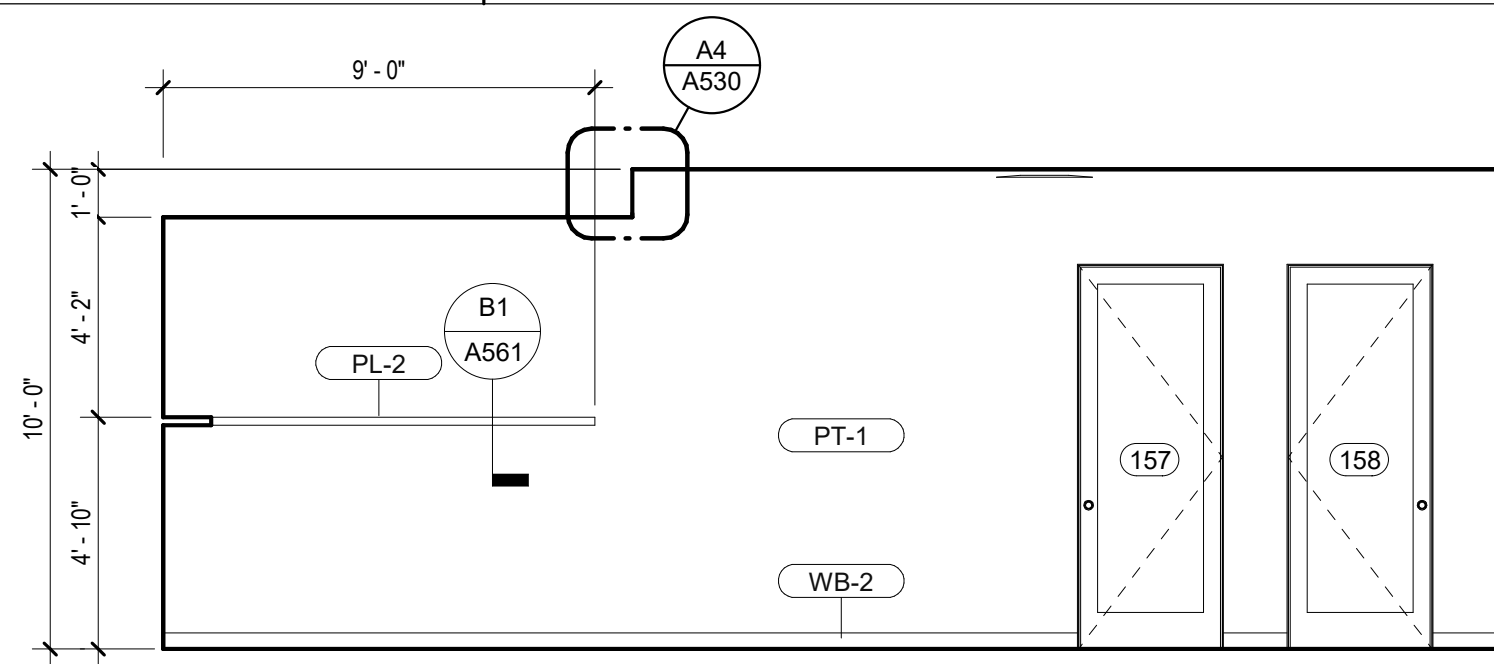 A4
A530
9' - 0"
1' - 0"
4' - 2"
10' - 0"
4' - 10"
B1
A561
PL-2
PT-1
157
158
WB-2